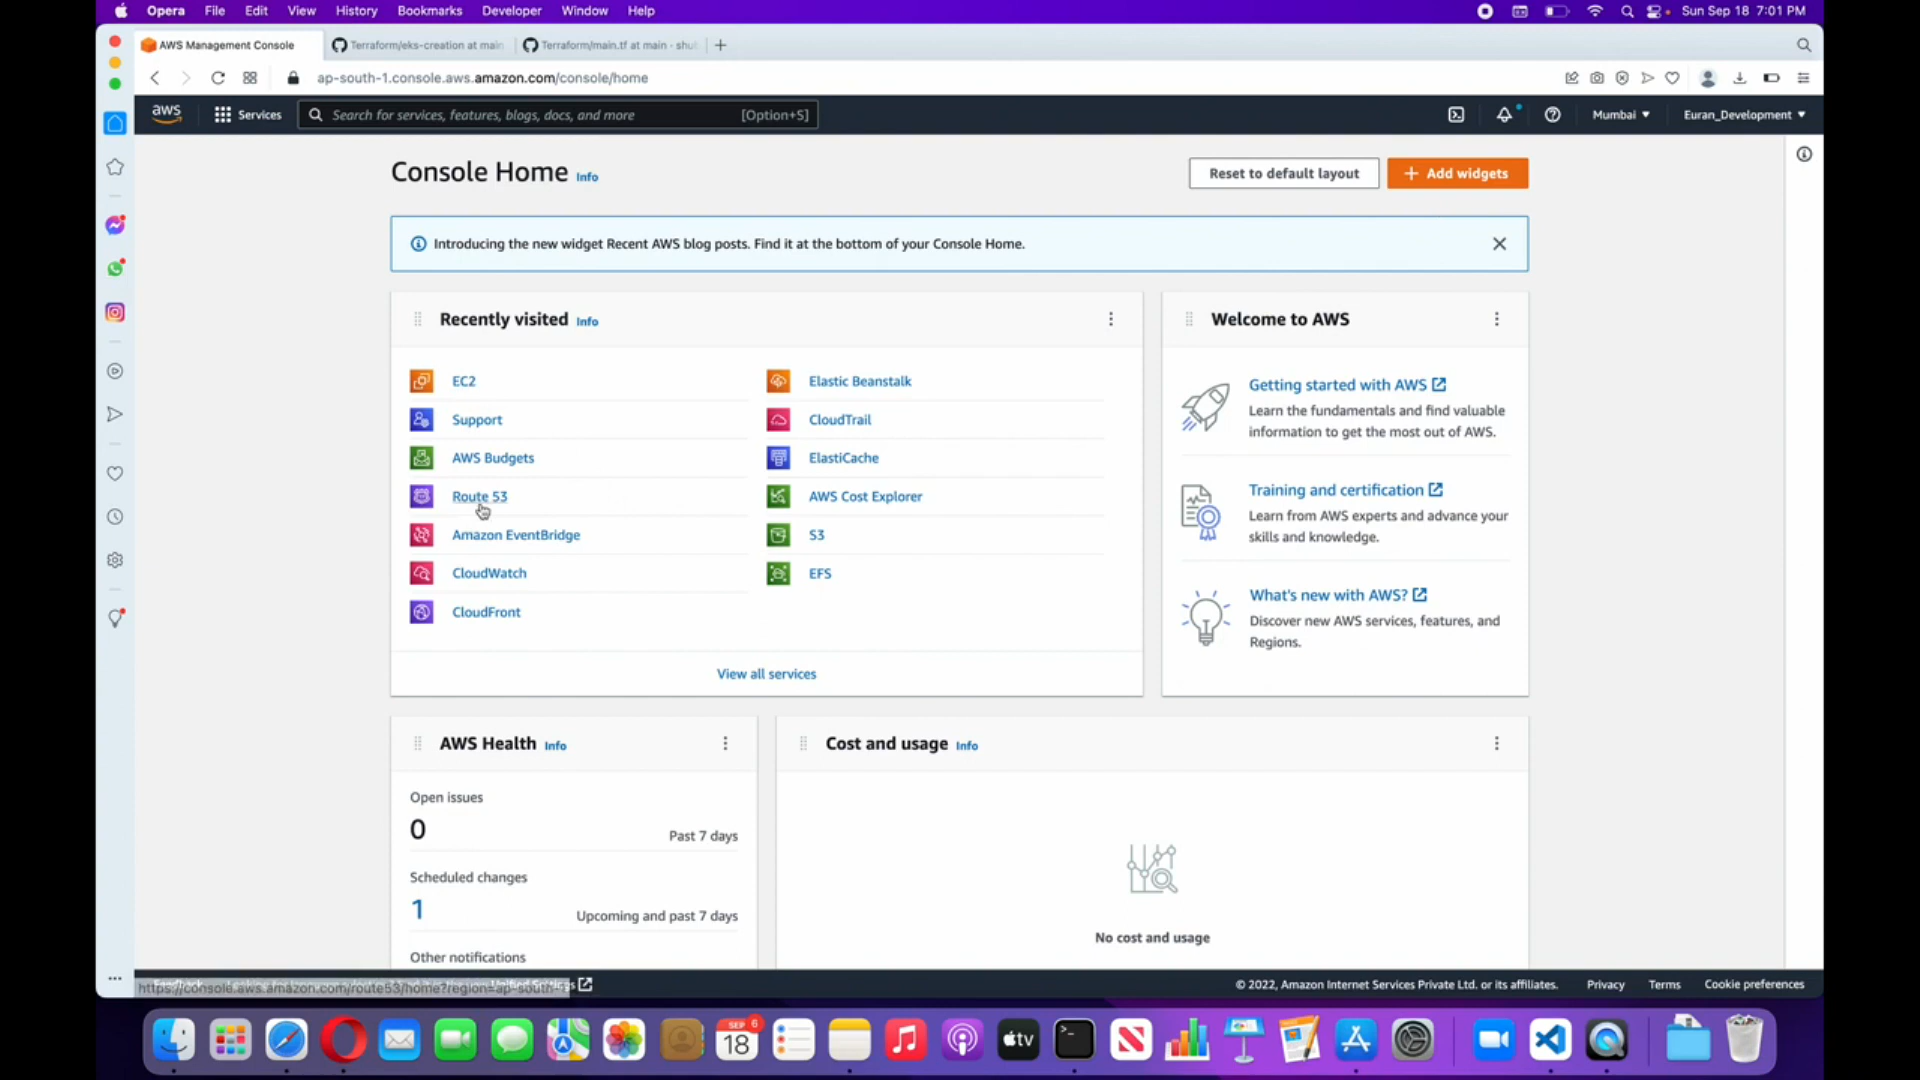 Opera File Edit View History Bookmarks Developer Window Help Sun Sep 18 7:01 PM
AWS Management Console Terraform/eks-creation at main Terraform/main.tf at main · shu
ap-south-1.console.aws.amazon.com/console/home
aws Services Search for services, features, blogs, docs, and more [Option+S] Mumbai Euran_Development
Console Home Info Reset to default layout Add widgets
Introducing the new widget Recent AWS blog posts. Find it at the bottom of your Console Home.
Recently visited Info
EC2
Support
AWS Budgets
Route 53
Amazon EventBridge
CloudWatch
CloudFront
Elastic Beanstalk
CloudTrail
ElastiCache
AWS Cost Explorer
S3
EFS
View all services
Welcome to AWS
Getting started with AWS
Learn the fundamentals and find valuable
information to get the most out of AWS.
Training and certification
Learn from AWS experts and advance your
skills and knowledge.
What's new with AWS?
Discover new AWS services, features, and
Regions.
AWS Health Info
Open issues
0 Past 7 days
Scheduled changes
1 Upcoming and past 7 days
Other notifications
Cost and usage Info
No cost and usage
https://console.aws.amazon.com/route53/home?region=ap-south-
© 2022, Amazon Internet Services Private Ltd. or its affiliates. Privacy Terms Cookie preferences
SEP 6
18
tv